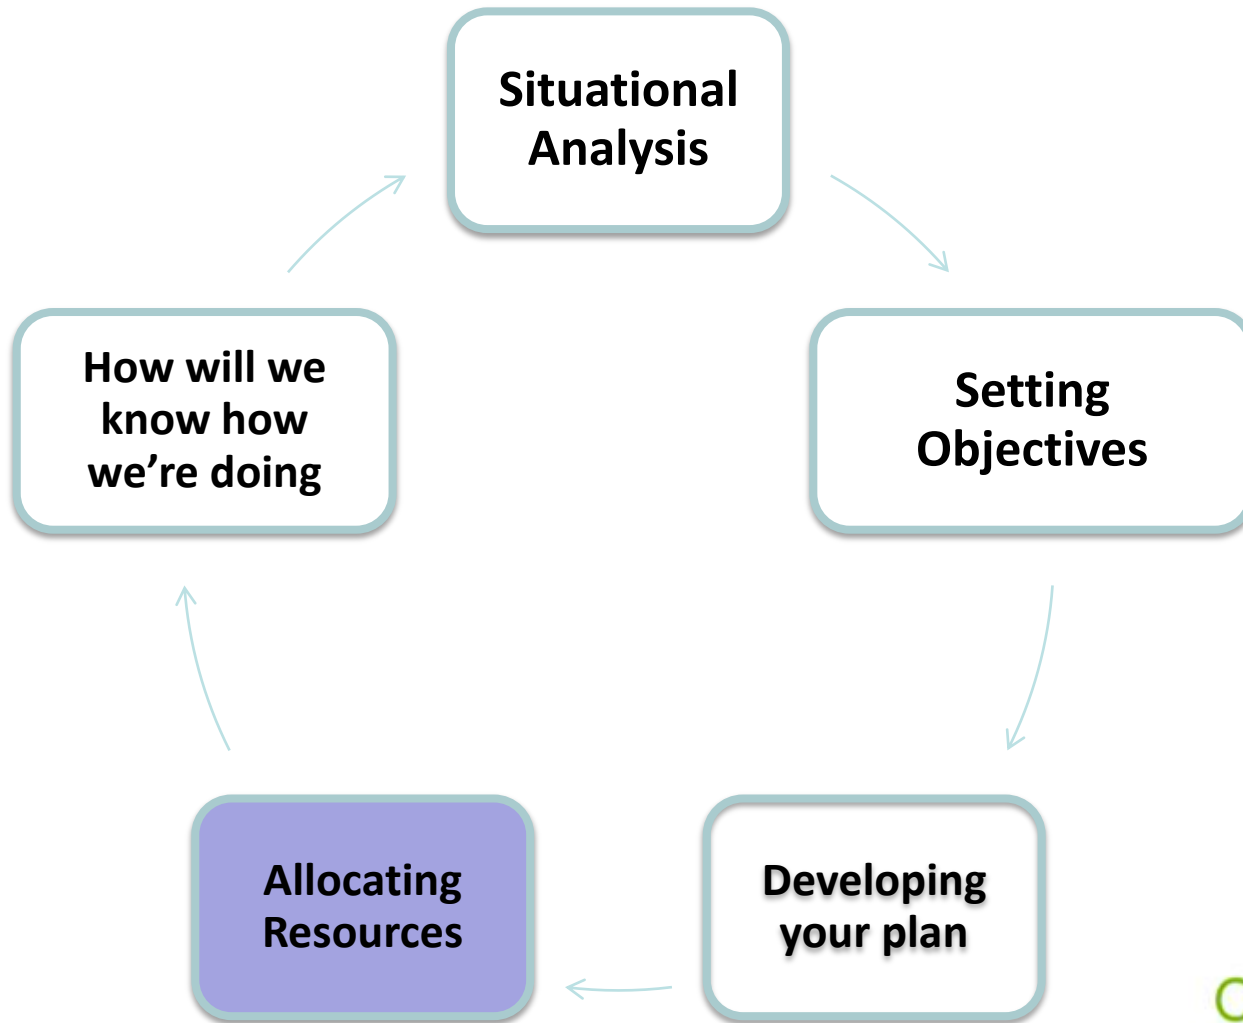 Situational
Analysis
Setting
Objectives
Developing
your plan
Allocating
Resources
How will we
know how
we’re doing